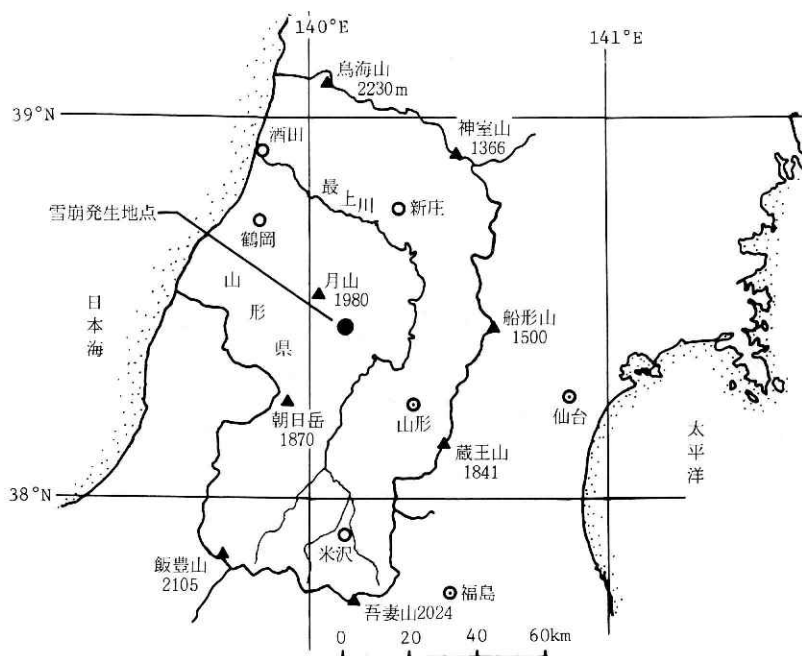 140°E
141°E
鳥海山
2230m
39°N
神室山
1366
酒田
最上川
新庄
雪崩発生地点
鶴岡
月山
1980
山形県
日本海
船形山
1500
朝日岳
1870
山形
仙台
蔵王山
1841
太平洋
38°N
米沢
飯豊山
2105
福島
吾妻山2024
0 20 40 60km